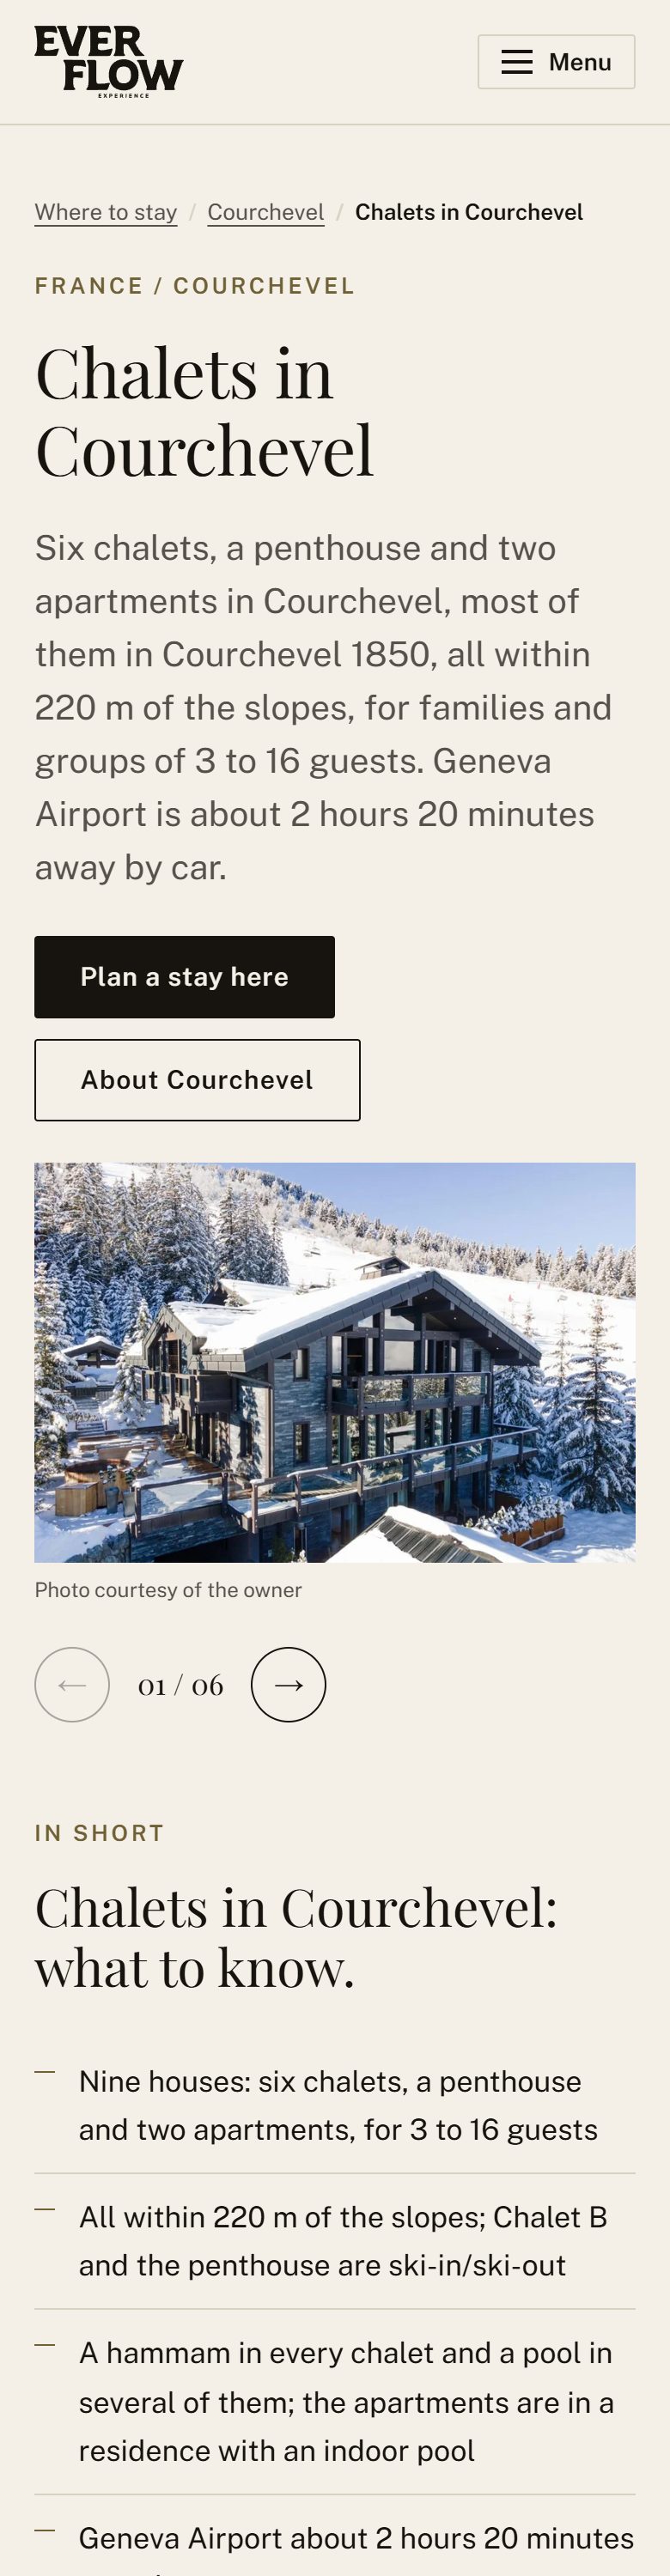 EVER
FLOW
EXPERIENCE
Menu
Where to stay / Courchevel / Chalets in Courchevel
FRANCE / COURCHEVEL
Chalets in
Courchevel
Six chalets, a penthouse and two
apartments in Courchevel, most of
them in Courchevel 1850, all within
220 m of the slopes, for families and
groups of 3 to 16 guests. Geneva
Airport is about 2 hours 20 minutes
away by car.
Plan a stay here
About Courchevel
Photo courtesy of the owner
← 01 / 06 →
IN SHORT
Chalets in Courchevel:
what to know.
— Nine houses: six chalets, a penthouse
and two apartments, for 3 to 16 guests
— All within 220 m of the slopes; Chalet B
and the penthouse are ski-in/ski-out
— A hammam in every chalet and a pool in
several of them; the apartments are in a
residence with an indoor pool
— Geneva Airport about 2 hours 20 minutes